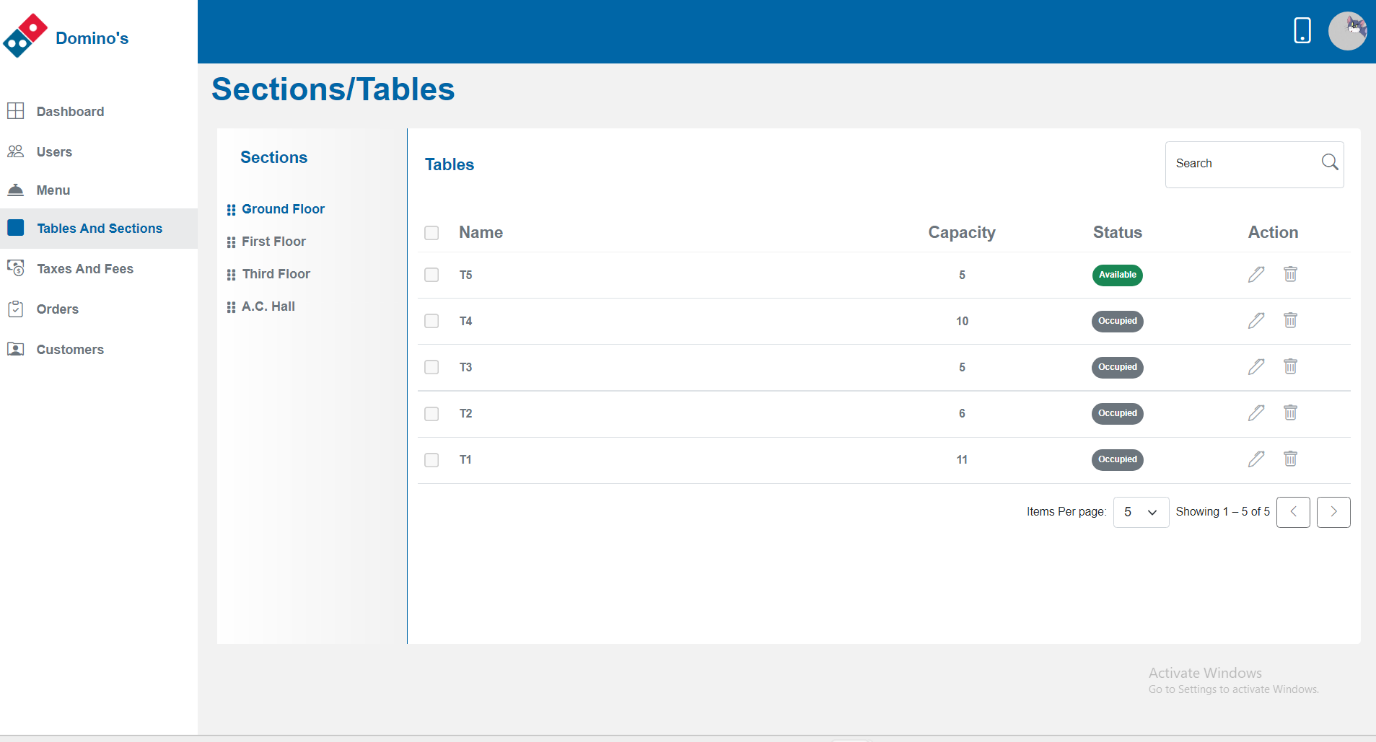 Domino's
Sections/Tables
Dashboard
Users
Menu
Tables And Sections
Taxes And Fees
Orders
Customers
Sections
Ground Floor
First Floor
Third Floor
A.C. Hall
Tables
Search
Name Capacity Status Action
T5 5 Available
T4 10 Occupied
T3 5 Occupied
T2 6 Occupied
T1 11 Occupied
Items Per page: 5 Showing 1 – 5 of 5
Activate Windows
Go to Settings to activate Windows.